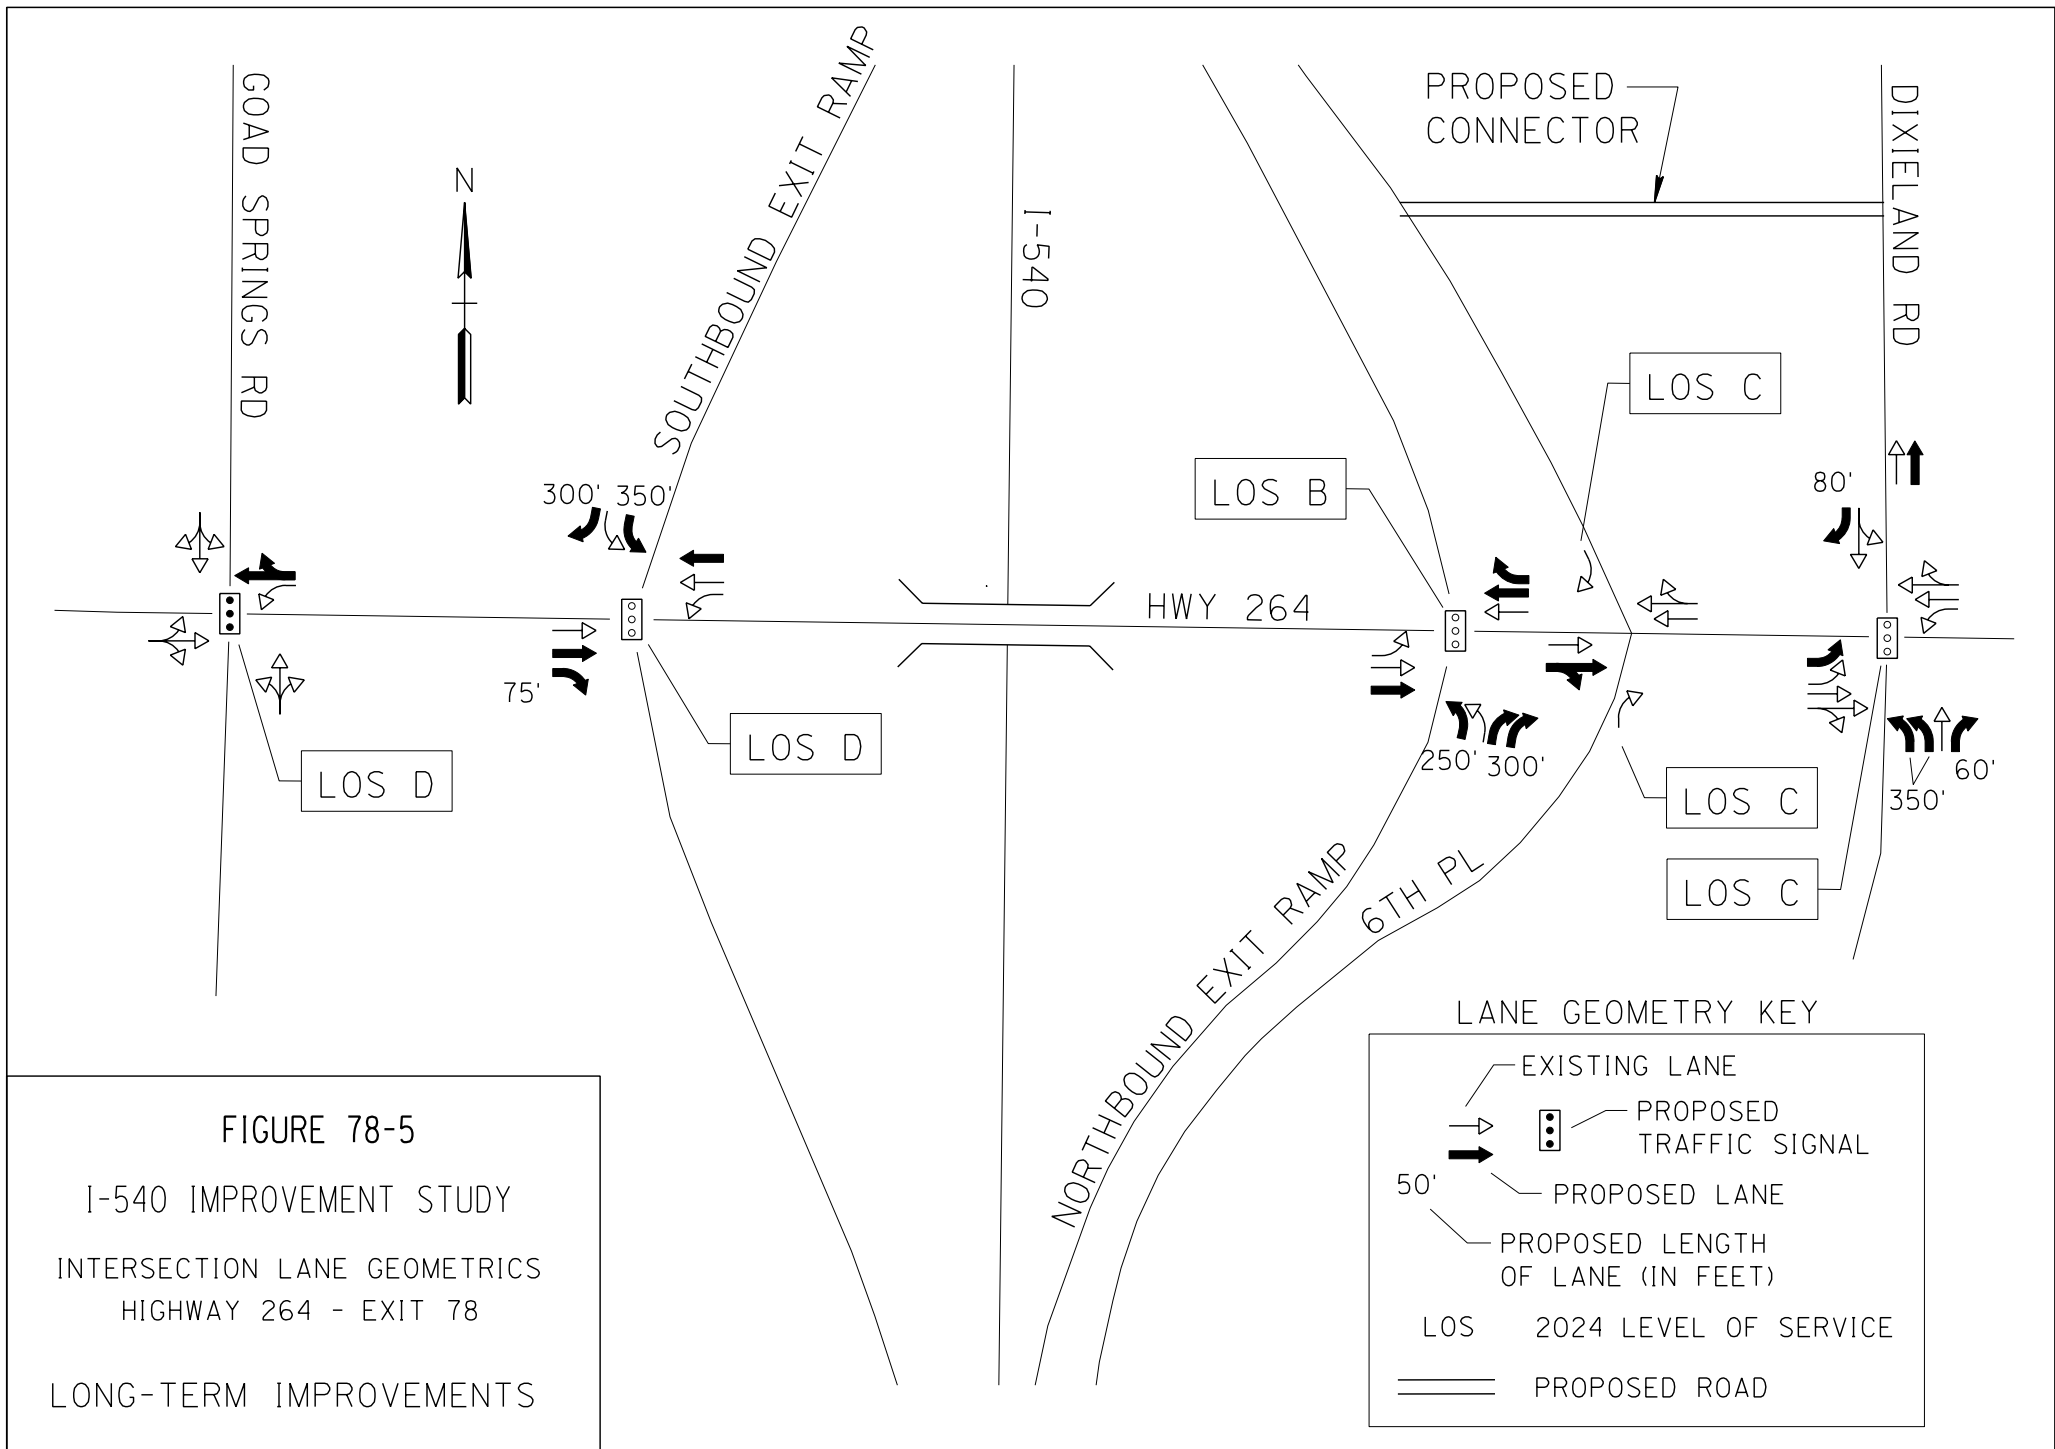 GOAD SPRINGS RD
N
SOUTHBOUND EXIT RAMP
I-540
PROPOSED
CONNECTOR
DIXIELAND RD
LOS C
LOS B
80'
300'
350'
HWY 264
75'
LOS D
LOS D
250'
300'
60'
350'
LOS C
LOS C
6TH PL
NORTHBOUND EXIT RAMP
LANE GEOMETRY KEY
EXISTING LANE
PROPOSED
TRAFFIC SIGNAL
50'
PROPOSED LANE
PROPOSED LENGTH
OF LANE (IN FEET)
LOS 2024 LEVEL OF SERVICE
PROPOSED ROAD
FIGURE 78-5
I-540 IMPROVEMENT STUDY
INTERSECTION LANE GEOMETRICS
HIGHWAY 264 - EXIT 78
LONG-TERM IMPROVEMENTS